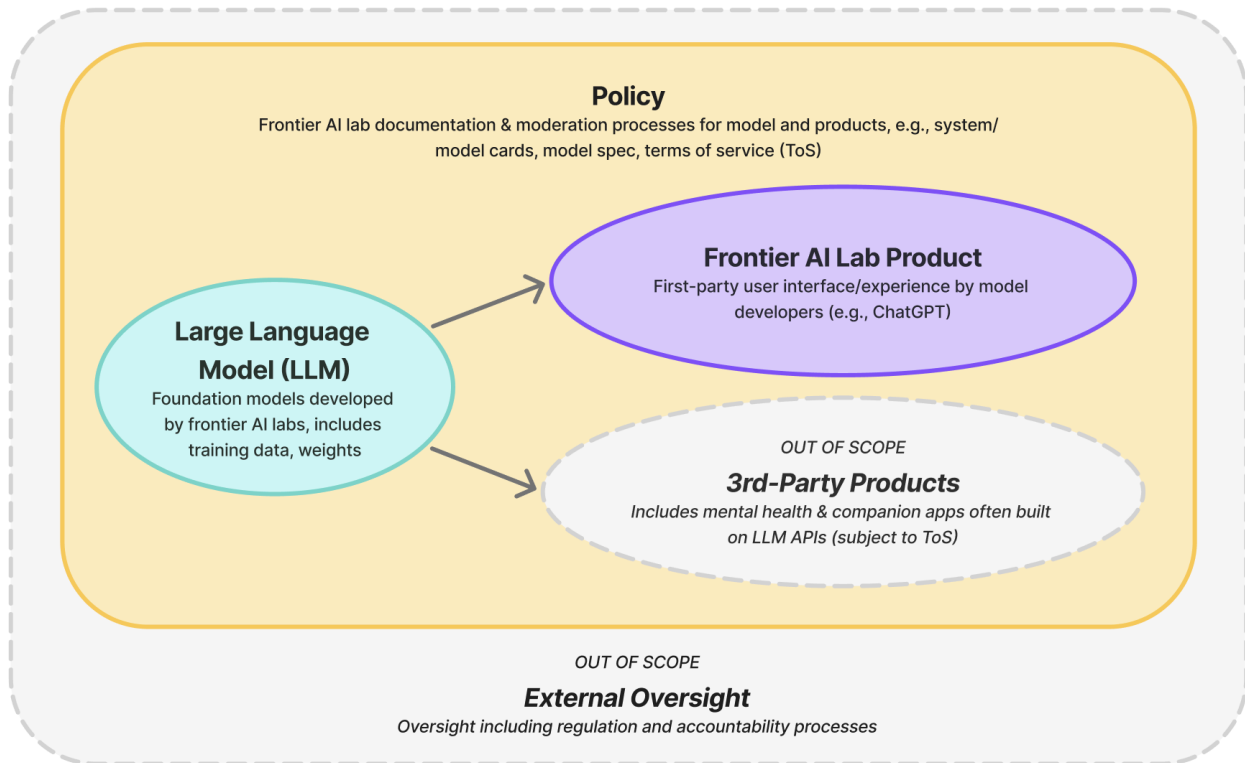 Policy
Frontier AI lab documentation & moderation processes for model and products, e.g., system/
model cards, model spec, terms of service (ToS)
Frontier AI Lab Product
First-party user interface/experience by model
developers (e.g., ChatGPT)
Large Language
Model (LLM)
Foundation models developed
by frontier AI labs, includes
training data, weights
OUT OF SCOPE
3rd-Party Products
Includes mental health & companion apps often built
on LLM APIs (subject to ToS)
OUT OF SCOPE
External Oversight
Oversight including regulation and accountability processes